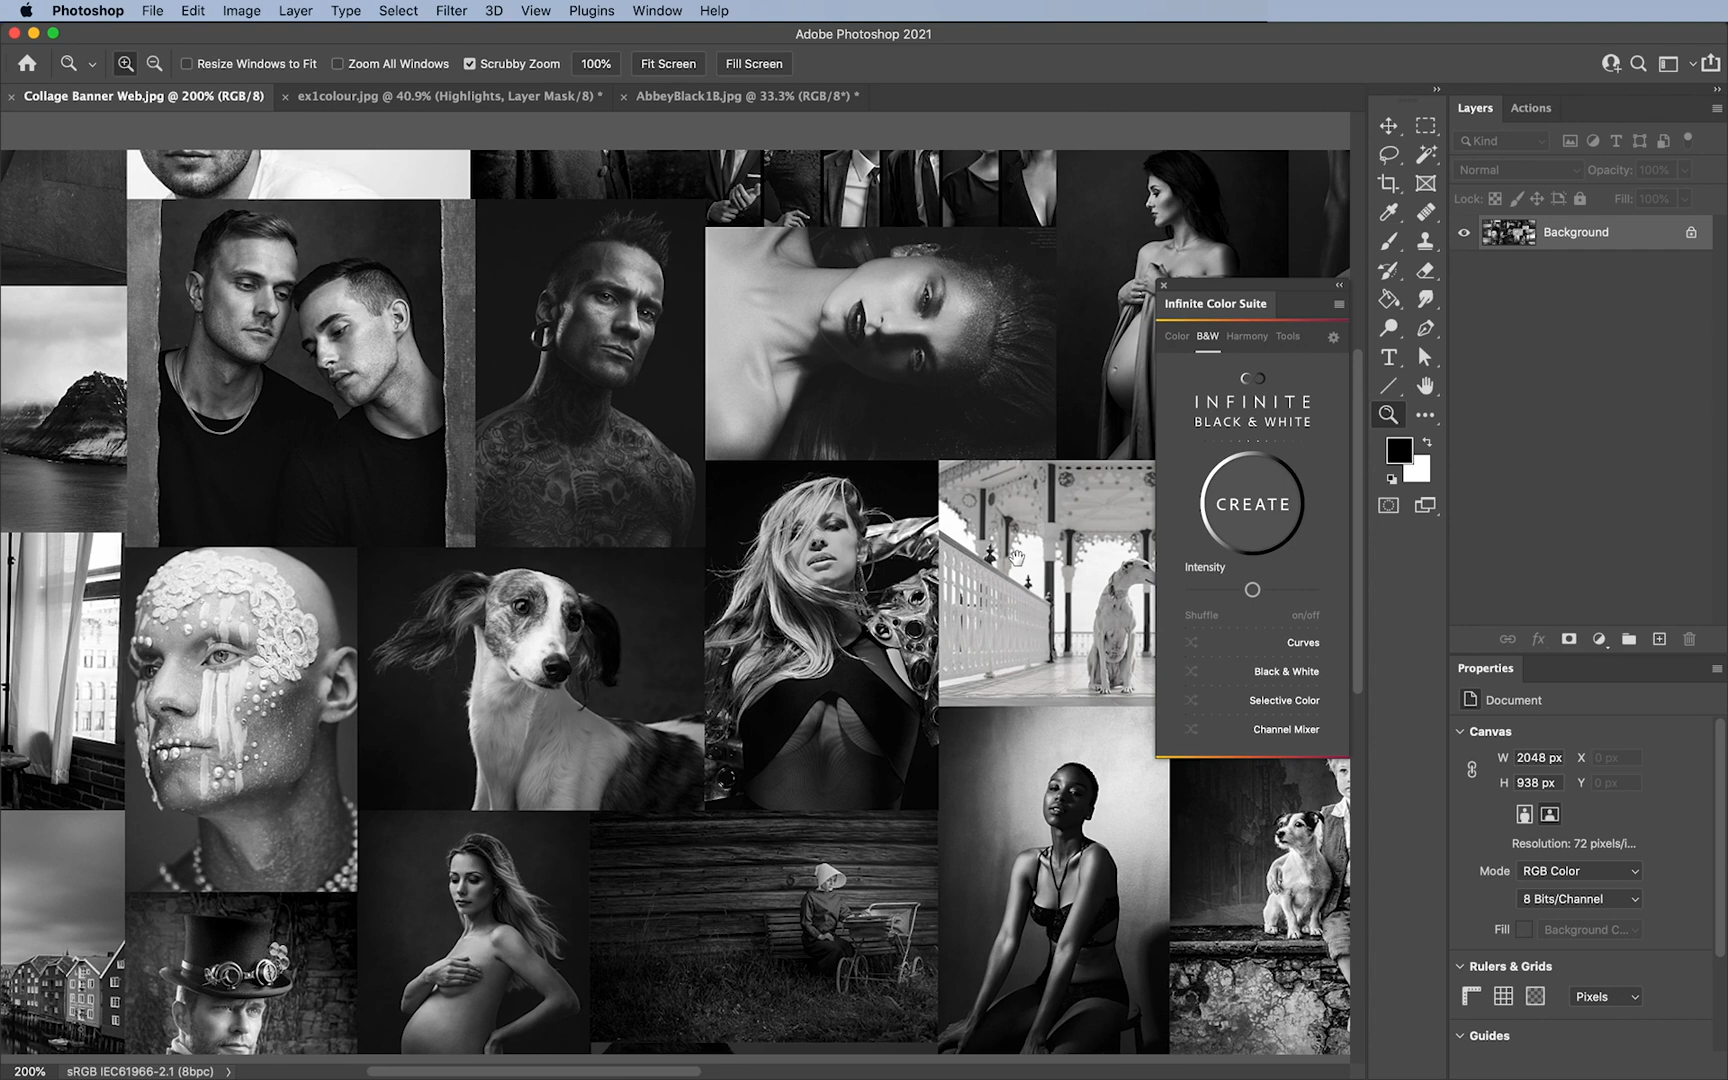 Photoshop File Edit Image Layer Type Select Filter 3D View Plugins Window Help
Adobe Photoshop 2021
Resize Windows to Fit Zoom All Windows Scrubby Zoom 100% Fit Screen Fill Screen
× Collage Banner Web.jpg @ 200% (RGB/8) × ex1colour.jpg @ 40.9% (Highlights, Layer Mask/8) * × AbbeyBlack1B.jpg @ 33.3% (RGB/8*) *
Layers Actions
Kind
Normal Opacity: 100%
Lock: Fill: 100%
Background
Infinite Color Suite
Color B&W Harmony Tools
INFINITE
BLACK & WHITE
CREATE
Intensity
Shuffle on/off
Curves
Black & White
Selective Color
Channel Mixer
Properties
Document
Canvas
W 2048 px X 0 px
H 938 px Y 0 px
Resolution: 72 pixels/i...
Mode RGB Color
8 Bits/Channel
Fill Background C...
Rulers & Grids
Pixels
Guides
200% sRGB IEC61966-2.1 (8bpc)